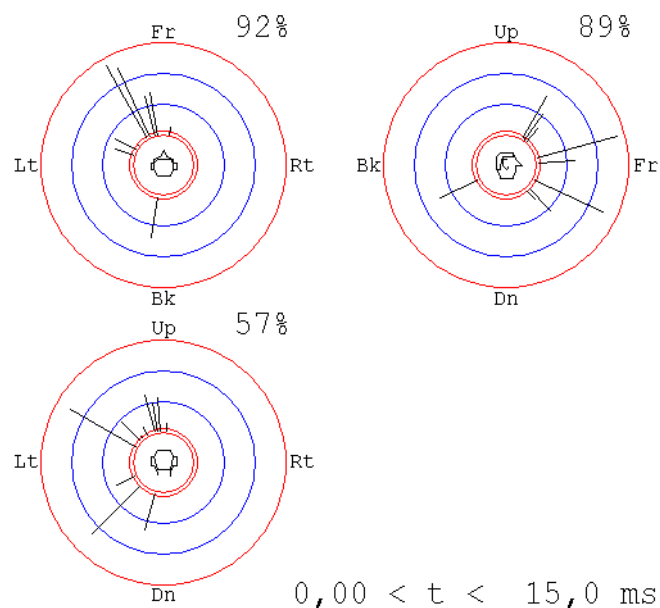 Fr 92%
Up 89%
Lt Rt
Bk Fr
Bk
Dn
Up 57%
Lt Rt
Dn
0,00 < t < 15,0 ms